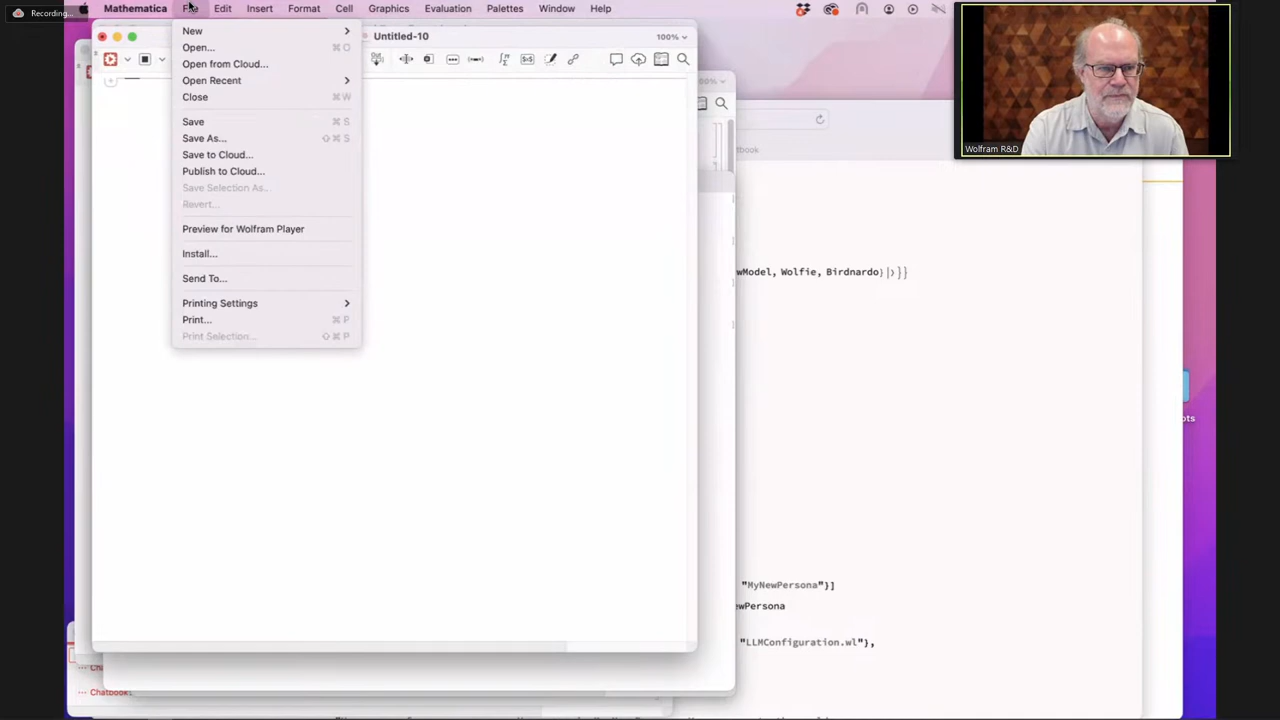 Recording...
Mathematica File Edit Insert Format Cell Graphics Evaluation Palettes Window Help
Untitled-10
100%
New
Open... ⌘ O
Open from Cloud...
Open Recent
Close ⌘ W
Save ⌘ S
Save As... ⇧ ⌘ S
Save to Cloud...
Publish to Cloud...
Save Selection As...
Revert...
Preview for Wolfram Player
Install...
Send To...
Printing Settings
Print... ⌘ P
Print Selection... ⇧ ⌘ P
Wolfram R&D
ewModel, Wolfie, Birdnardo}|>}}
"MyNewPersona"}]
ewPersona
"LLMConfiguration.wl"},
Chatbook